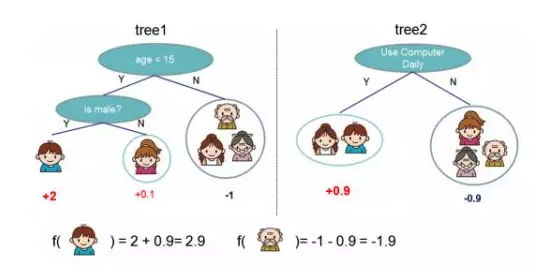 tree1
tree2
age < 15
Use Computer
Daily
Y
N
Y
N
is male?
Y
N
+2
+0.1
-1
+0.9
-0.9
f( ) = 2 + 0.9= 2.9
f( )= -1 - 0.9 = -1.9